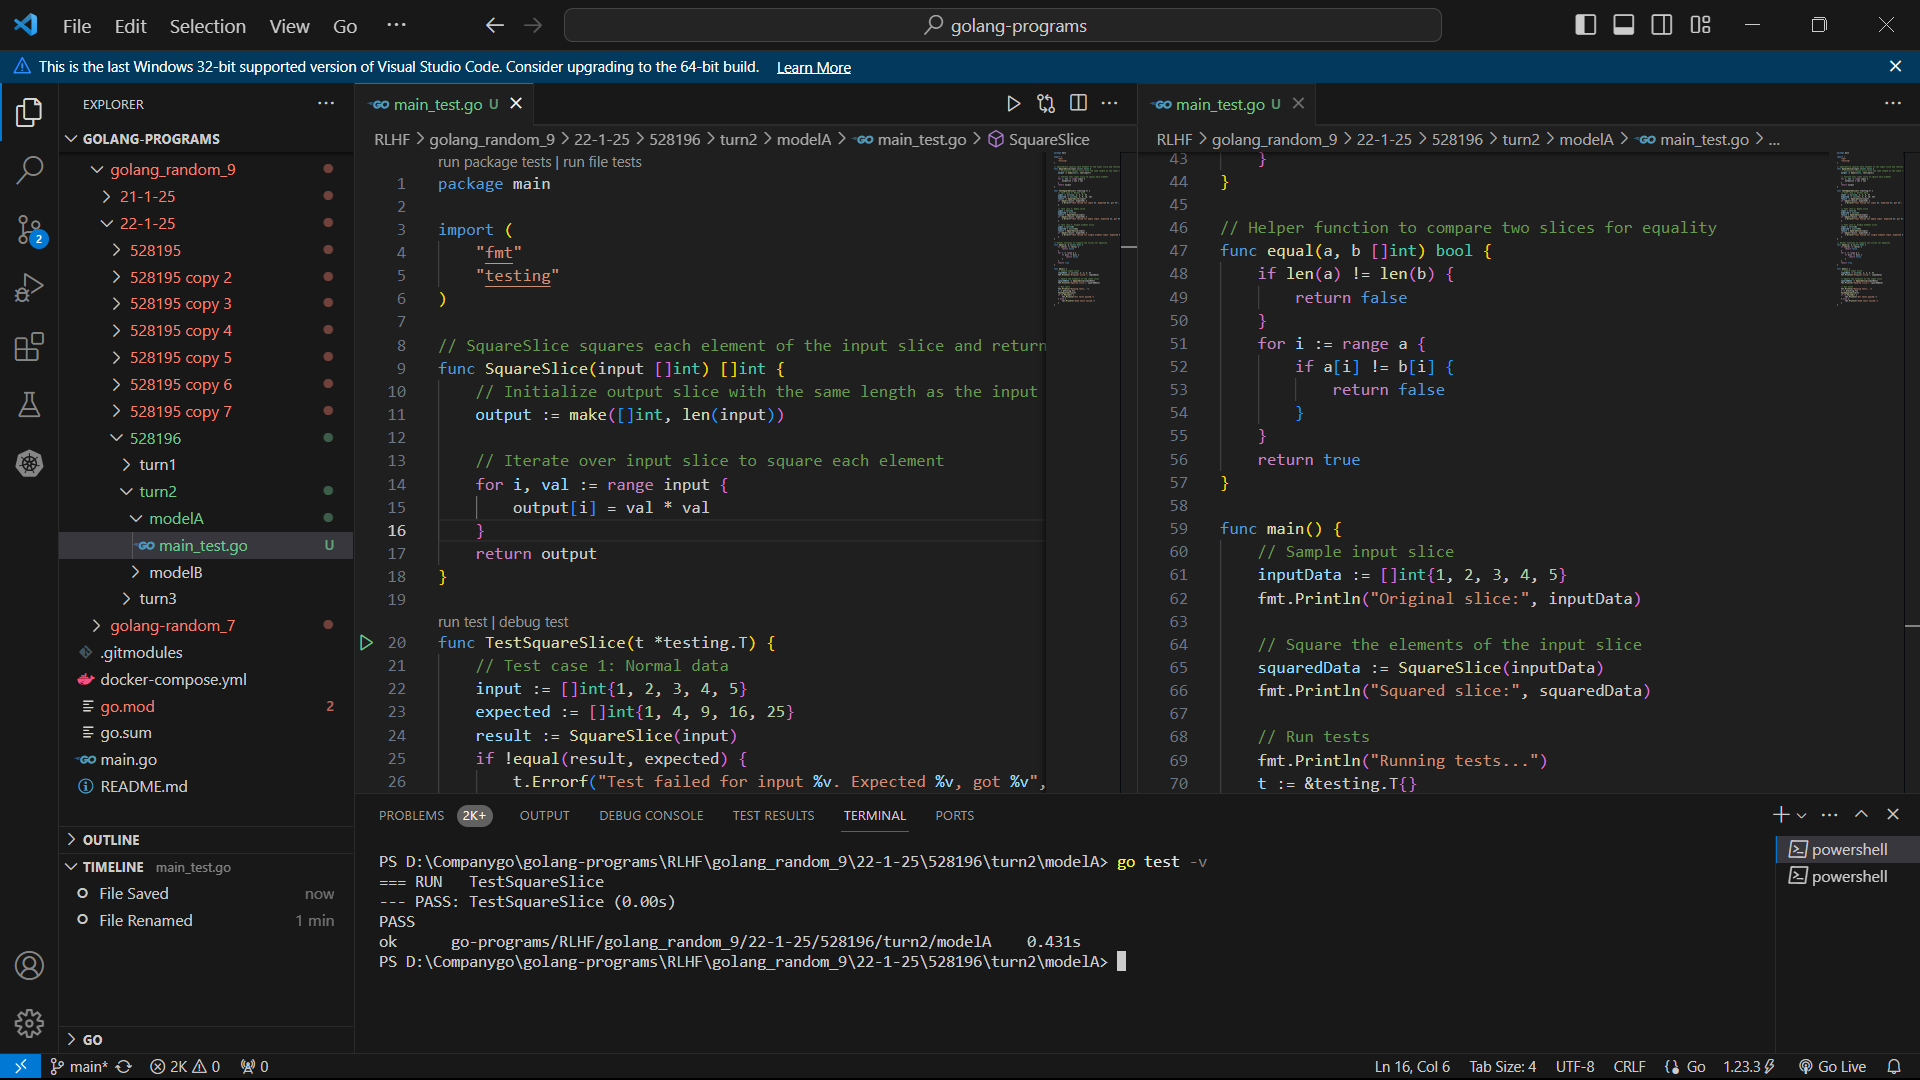 File Edit Selection View Go ···
golang-programs
This is the last Windows 32-bit supported version of Visual Studio Code. Consider upgrading to the 64-bit build. Learn More
EXPLORER
GOLANG-PROGRAMS
golang_random_9
21-1-25
22-1-25
528195
528195 copy 2
528195 copy 3
528195 copy 4
528195 copy 5
528195 copy 6
528195 copy 7
528196
turn1
turn2
modelA
main_test.go U
modelB
turn3
golang-random_7
.gitmodules
docker-compose.yml
go.mod 2
go.sum
main.go
README.md
OUTLINE
TIMELINE main_test.go
File Saved now
File Renamed 1 min
GO
main_test.go U
RLHF > golang_random_9 > 22-1-25 > 528196 > turn2 > modelA > main_test.go > SquareSlice
run package tests | run file tests
1 package main
2
3 import (
4 "fmt"
5 "testing"
6 )
7
8 // SquareSlice squares each element of the input slice and return
9 func SquareSlice(input []int) []int {
10 // Initialize output slice with the same length as the input
11 output := make([]int, len(input))
12
13 // Iterate over input slice to square each element
14 for i, val := range input {
15 output[i] = val * val
16 }
17 return output
18 }
19
run test | debug test
20 func TestSquareSlice(t *testing.T) {
21 // Test case 1: Normal data
22 input := []int{1, 2, 3, 4, 5}
23 expected := []int{1, 4, 9, 16, 25}
24 result := SquareSlice(input)
25 if !equal(result, expected) {
26 t.Errorf("Test failed for input %v. Expected %v, got %v",
main_test.go U
RLHF > golang_random_9 > 22-1-25 > 528196 > turn2 > modelA > main_test.go > ...
43 }
44 }
45
46 // Helper function to compare two slices for equality
47 func equal(a, b []int) bool {
48 if len(a) != len(b) {
49 return false
50 }
51 for i := range a {
52 if a[i] != b[i] {
53 return false
54 }
55 }
56 return true
57 }
58
59 func main() {
60 // Sample input slice
61 inputData := []int{1, 2, 3, 4, 5}
62 fmt.Println("Original slice:", inputData)
63
64 // Square the elements of the input slice
65 squaredData := SquareSlice(inputData)
66 fmt.Println("Squared slice:", squaredData)
67
68 // Run tests
69 fmt.Println("Running tests...")
70 t := &testing.T{}
PROBLEMS 2K+ OUTPUT DEBUG CONSOLE TEST RESULTS TERMINAL PORTS
PS D:\Companygo\golang-programs\RLHF\golang_random_9\22-1-25\528196\turn2\modelA> go test -v
=== RUN TestSquareSlice
--- PASS: TestSquareSlice (0.00s)
PASS
ok go-programs/RLHF/golang_random_9/22-1-25/528196/turn2/modelA 0.431s
PS D:\Companygo\golang-programs\RLHF\golang_random_9\22-1-25\528196\turn2\modelA>
powershell
powershell
2
main* 2K 0 0
Ln 16, Col 6 Tab Size: 4 UTF-8 CRLF Go 1.23.3 Go Live